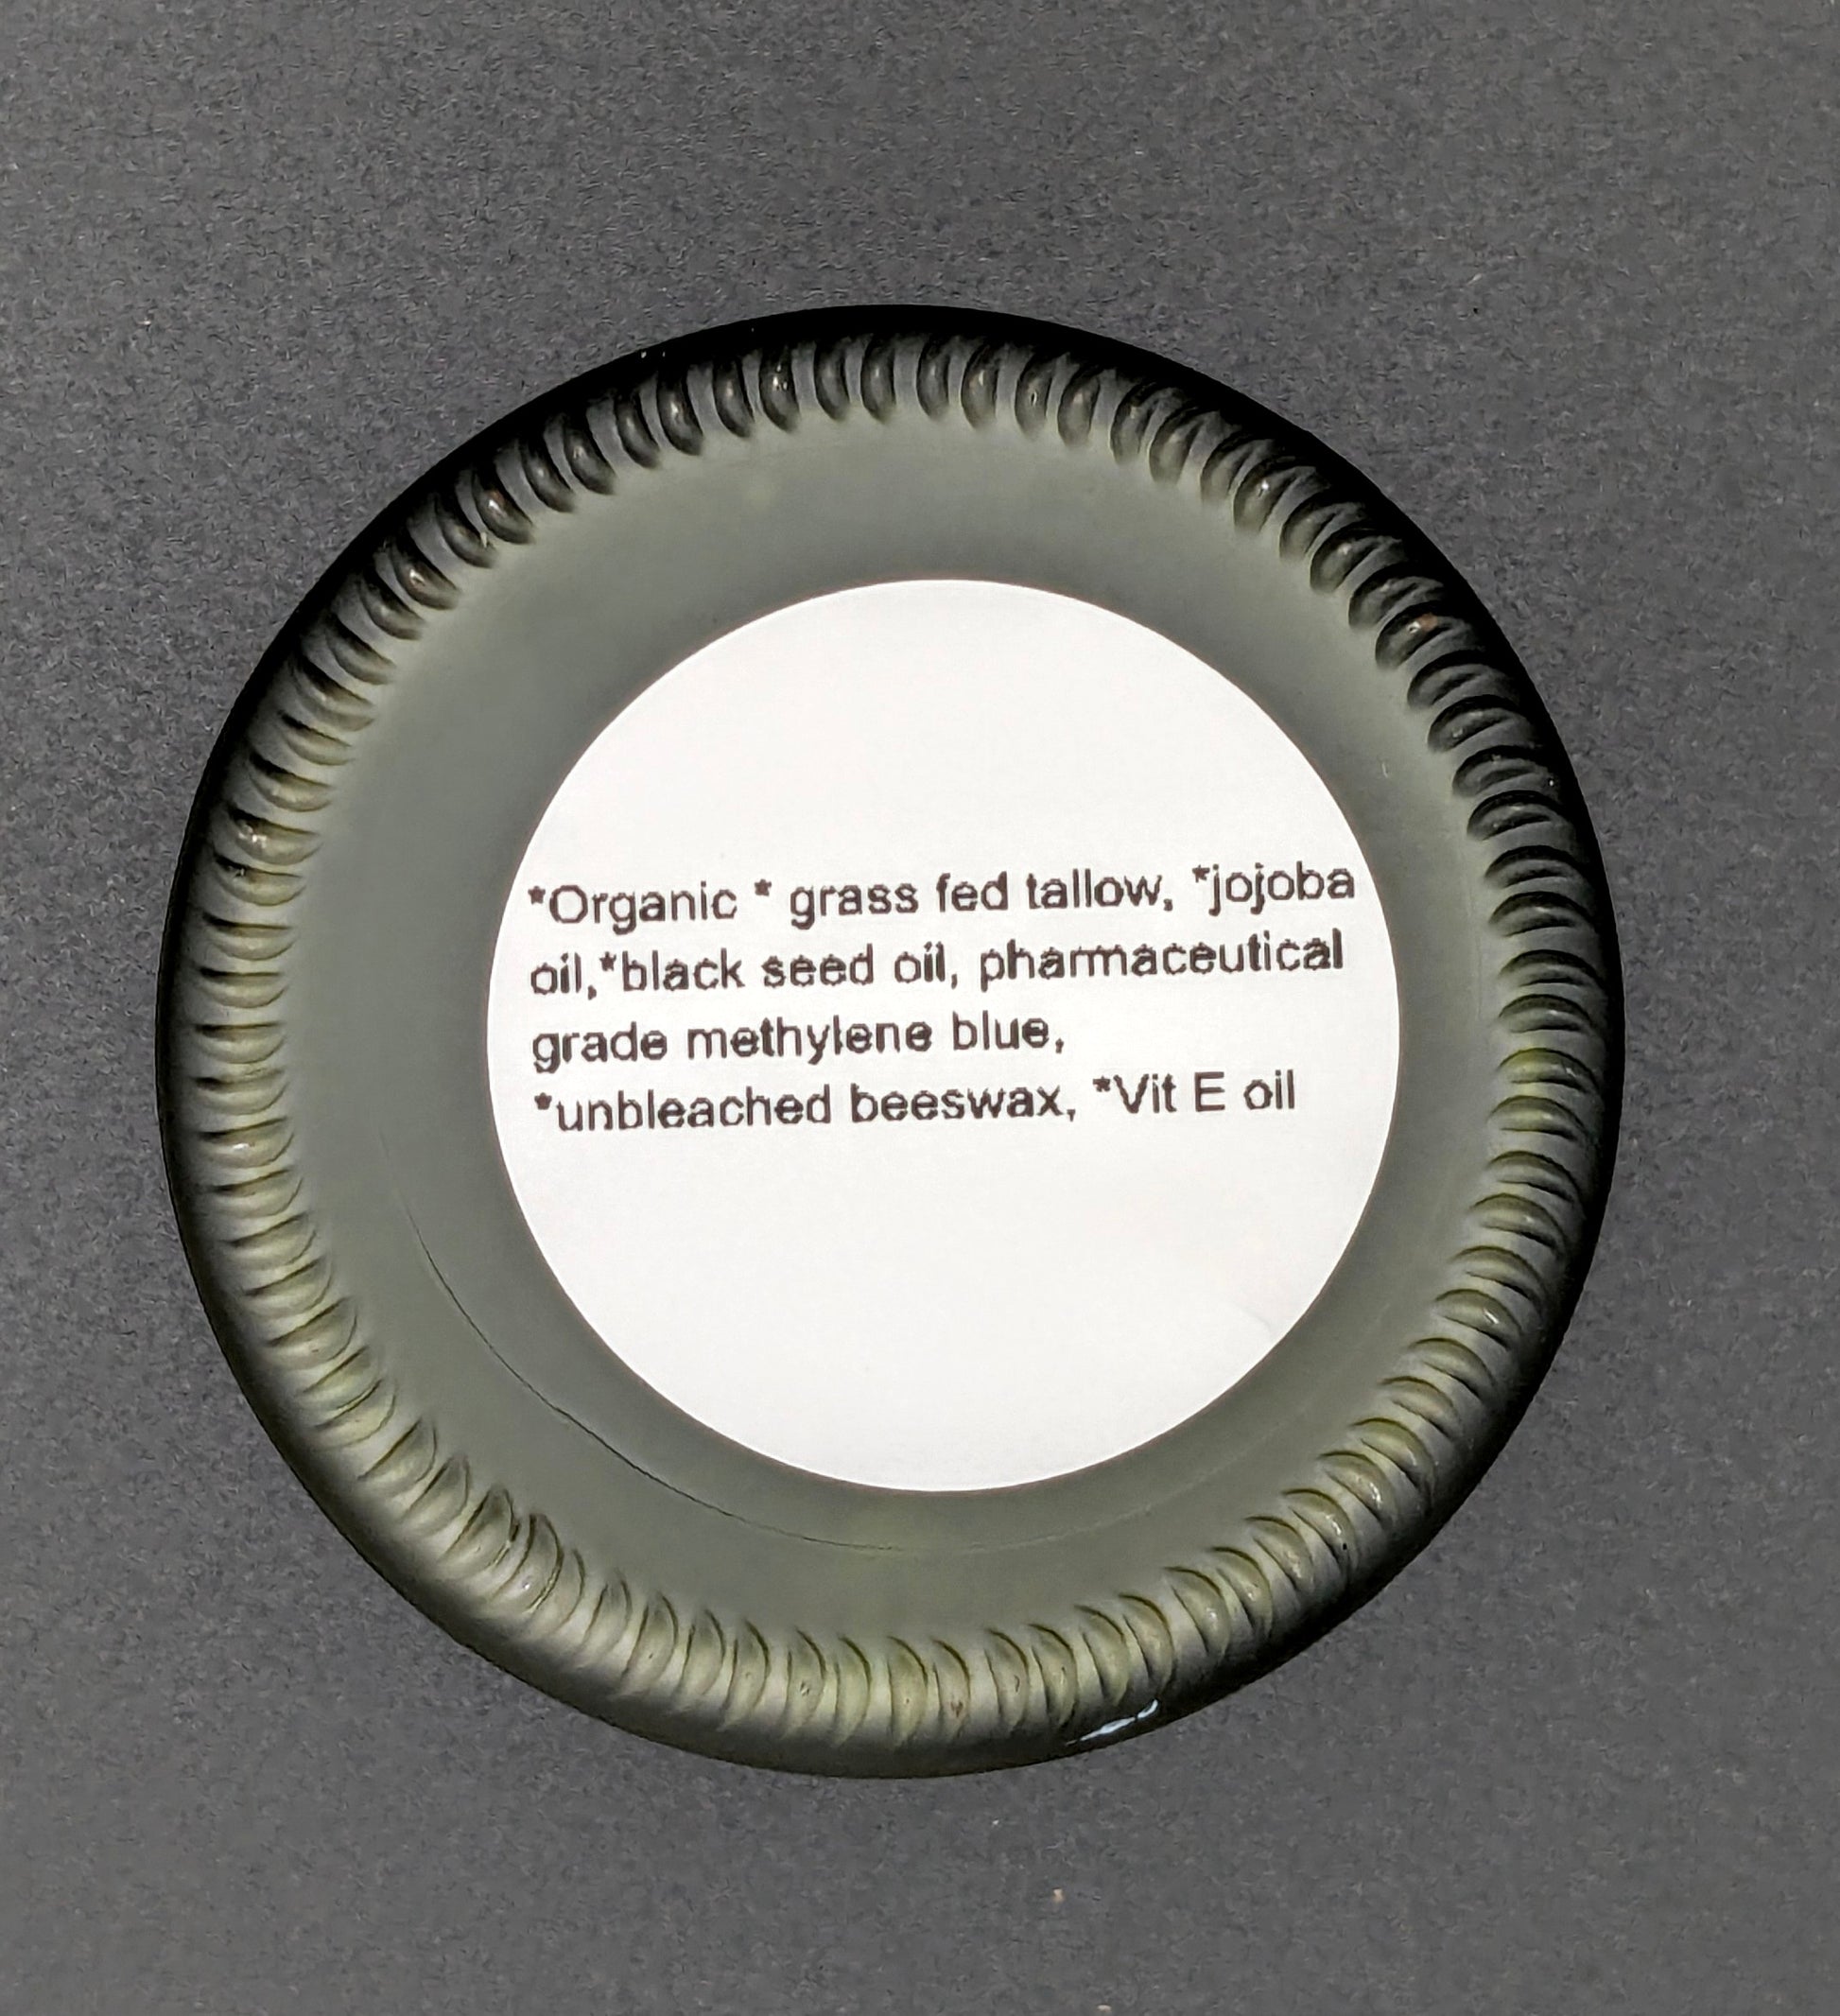 *Organic * grass fed tallow, *jojoba
oil,*black seed oil, pharmaceutical
grade methylene blue,
*unbleached beeswax, *Vit E oil